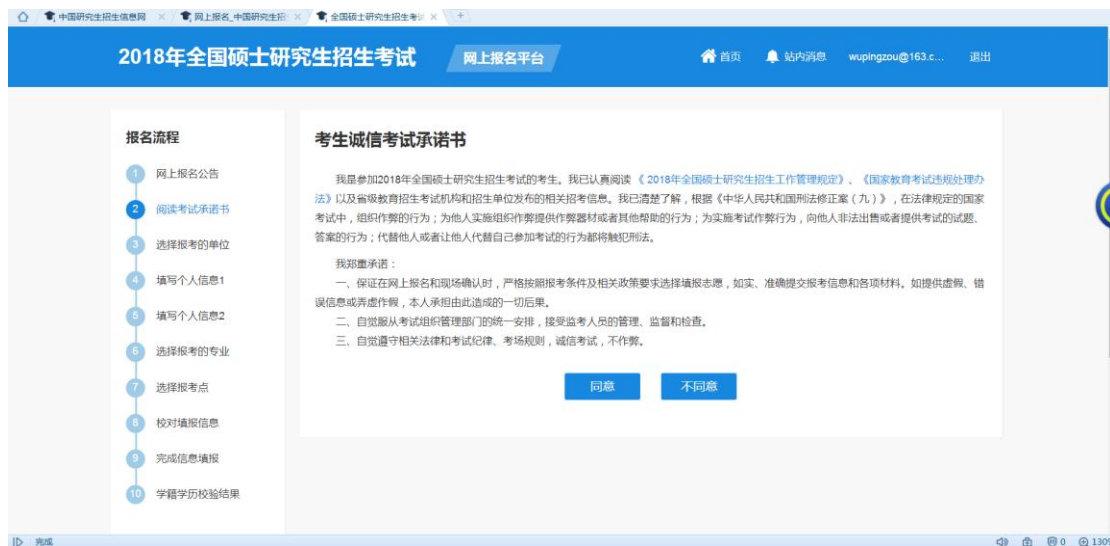 中国研究生招生信息网
网上报名_中国研究生招
全国硕士研究生招生考
2018年全国硕士研究生招生考试
网上报名平台
首页
站内消息
wupingzou@163.c...
退出
报名流程
1 网上报名公告
2 阅读考试承诺书
3 选择报考的单位
4 填写个人信息1
5 填写个人信息2
6 选择报考的专业
7 选择报考点
8 校对填报信息
9 完成信息填报
10 学籍学历校验结果
考生诚信考试承诺书
我是参加2018年全国硕士研究生招生考试的考生。我已认真阅读《 2018年全国硕士研究生招生工作管理规定》、《国家教育考试违规处理办
法》以及省级教育招生考试机构和招生单位发布的相关招考信息。我已清楚了解，根据《中华人民共和国刑法修正案（九）》，在法律规定的国家
考试中，组织作弊的行为；为他人实施组织作弊提供作弊器材或者其他帮助的行为；为实施考试作弊行为，向他人非法出售或者提供考试的试题、
答案的行为；代替他人或者让他人代替自己参加考试的行为都将触犯刑法。
我郑重承诺：
一、保证在网上报名和现场确认时，严格按照报考条件及相关政策要求选择填报志愿，如实、准确提交报考信息和各项材料。如提供虚假、错
误信息或弄虚作假，本人承担由此造成的一切后果。
二、自觉服从考试组织管理部门的统一安排，接受监考人员的管理、监督和检查。
三、自觉遵守相关法律和考试纪律、考场规则，诚信考试，不作弊。
同意
不同意
完成
0
130%